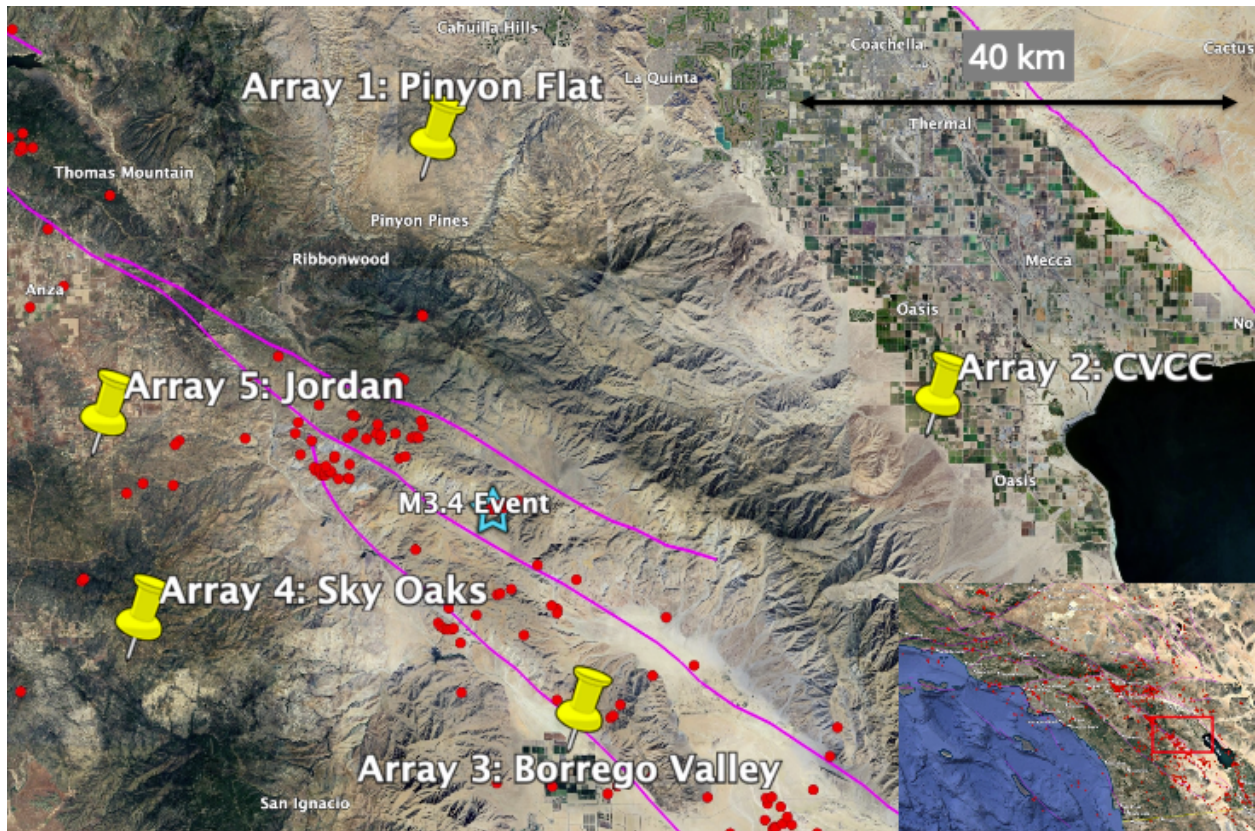 Cahuilla Hills
Coachella
40 km
Cactus
Array 1: Pinyon Flat
La Quinta
Thermal
Thomas Mountain
Pinyon Pines
Ribbonwood
Mecca
Anza
Oasis
No
Array 5: Jordan
Array 2: CVCC
Oasis
M3.4 Event
Array 4: Sky Oaks
Array 3: Borrego Valley
San Ignacio